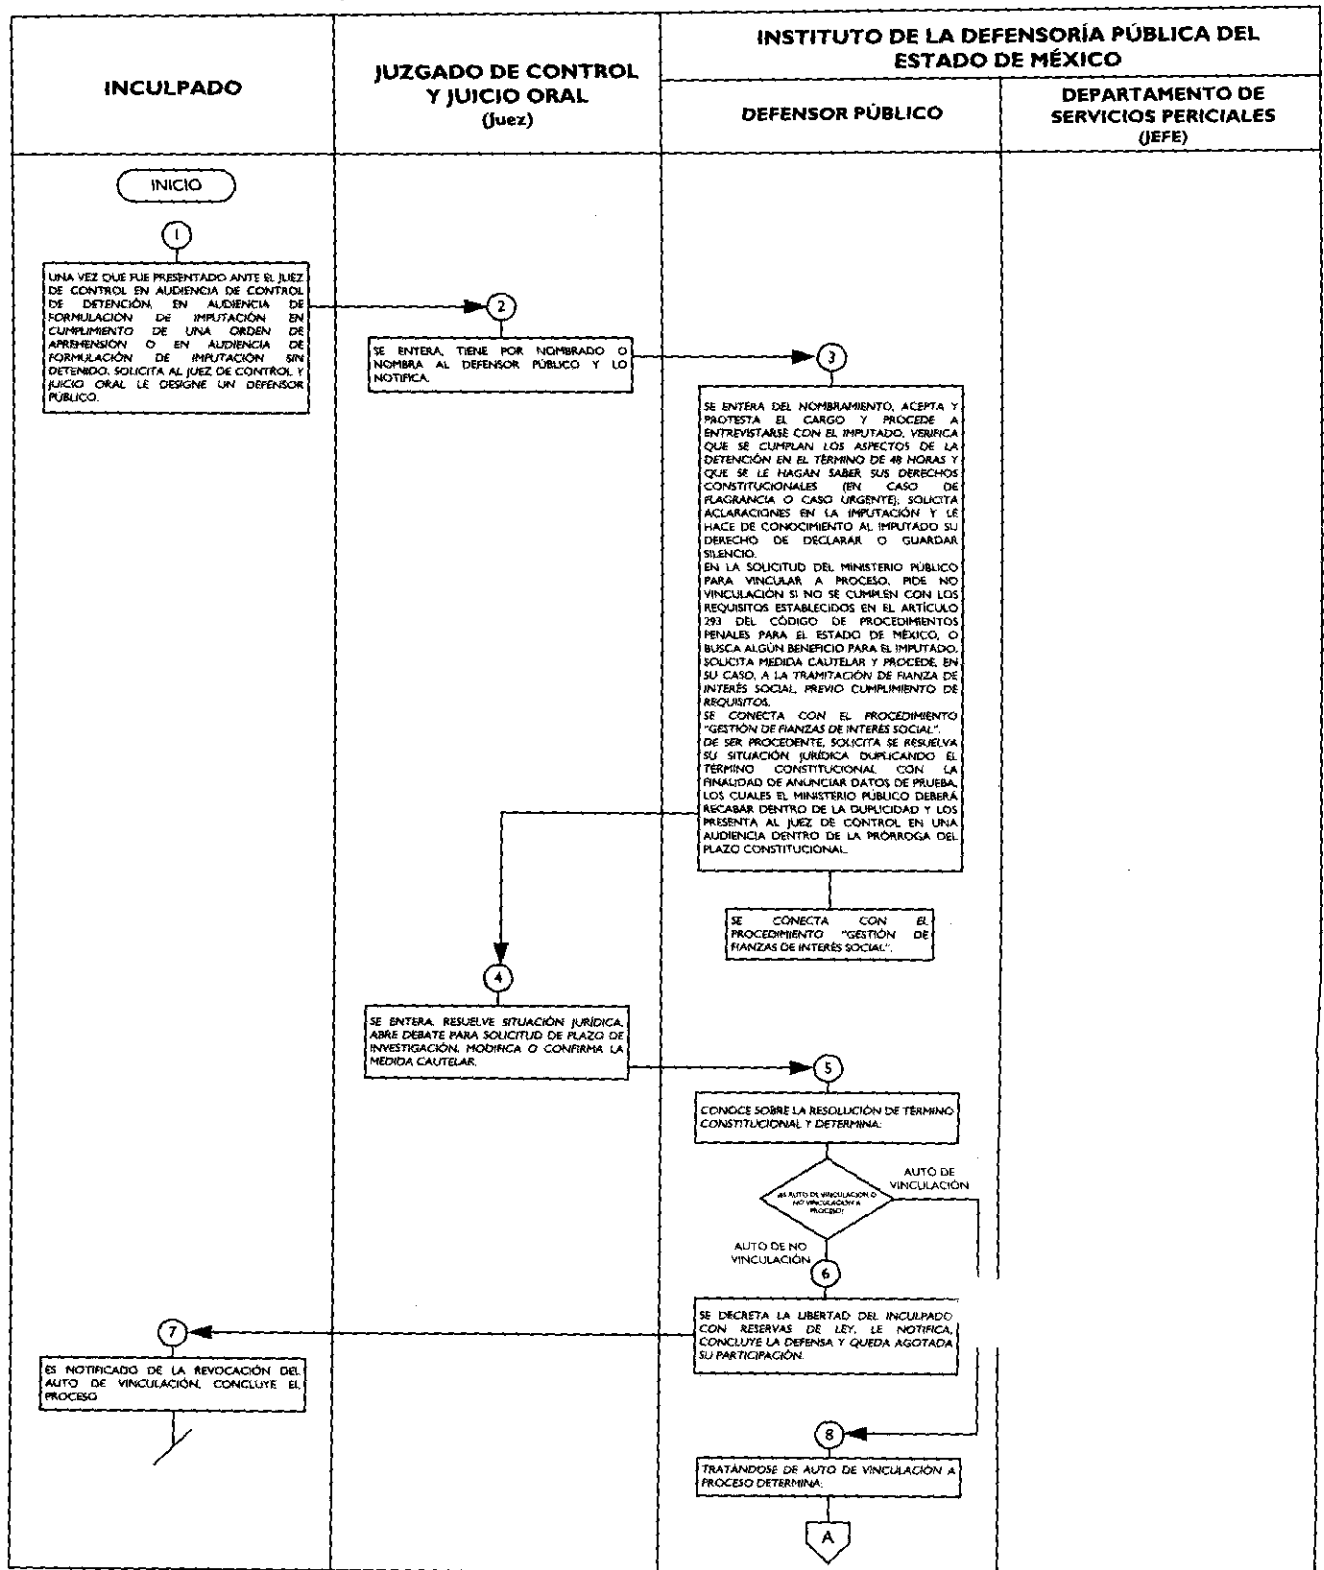 INCULPADO
JUZGADO DE CONTROL
Y JUICIO ORAL
(Juez)
INSTITUTO DE LA DEFENSORÍA PÚBLICA DEL
ESTADO DE MÉXICO
DEFENSOR PÚBLICO
DEPARTAMENTO DE
SERVICIOS PERICIALES
(JEFE)
INICIO
1
UNA VEZ QUE FUE PRESENTADO ANTE EL JUEZ
DE CONTROL EN AUDIENCIA DE CONTROL
DE DETENCIÓN, EN AUDIENCIA DE
FORMULACIÓN DE IMPUTACIÓN EN
CUMPLIMIENTO DE UNA ORDEN DE
APREHENSIÓN O EN AUDIENCIA DE
FORMULACIÓN DE IMPUTACIÓN SIN
DETENIDO, SOLICITA AL JUEZ DE CONTROL Y
JUICIO ORAL LE DESIGNE UN DEFENSOR
PÚBLICO.
2
SE ENTERA, TIENE POR NOMBRADO O
NOMBRA AL DEFENSOR PÚBLICO Y LO
NOTIFICA.
3
SE ENTERA DEL NOMBRAMIENTO, ACEPTA Y
PROTESTA EL CARGO Y PROCEDE A
ENTREVISTARSE CON EL IMPUTADO, VERIFICA
QUE SE CUMPLAN LOS ASPECTOS DE LA
DETENCIÓN EN EL TÉRMINO DE 48 HORAS Y
QUE SE LE HAGAN SABER SUS DERECHOS
CONSTITUCIONALES (EN CASO DE
FLAGRANCIA O CASO URGENTE); SOLICITA
ACLARACIONES EN LA IMPUTACIÓN Y LE
HACE DE CONOCIMIENTO AL IMPUTADO SU
DERECHO DE DECLARAR O GUARDAR
SILENCIO.
EN LA SOLICITUD DEL MINISTERIO PÚBLICO
PARA VINCULAR A PROCESO, PIDE NO
VINCULACIÓN SI NO SE CUMPLEN CON LOS
REQUISITOS ESTABLECIDOS EN EL ARTÍCULO
293 DEL CÓDIGO DE PROCEDIMIENTOS
PENALES PARA EL ESTADO DE MÉXICO, O
BUSCA ALGÚN BENEFICIO PARA EL IMPUTADO.
SOLICITA MEDIDA CAUTELAR Y PROCEDE, EN
SU CASO, A LA TRAMITACIÓN DE FIANZA DE
INTERÉS SOCIAL, PREVIO CUMPLIMIENTO DE
REQUISITOS.
SE CONECTA CON EL PROCEDIMIENTO
"GESTIÓN DE FIANZAS DE INTERÉS SOCIAL".
DE SER PROCEDENTE, SOLICITA SE RESUELVA
SU SITUACIÓN JURÍDICA DUPLICANDO EL
TÉRMINO CONSTITUCIONAL CON LA
FINALIDAD DE ANUNCIAR DATOS DE PRUEBA,
LOS CUALES EL MINISTERIO PÚBLICO DEBERÁ
RECABAR DENTRO DE LA DUPLICIDAD Y LOS
PRESENTA AL JUEZ DE CONTROL EN UNA
AUDIENCIA DENTRO DE LA PRÓRROGA DEL
PLAZO CONSTITUCIONAL.
SE CONECTA CON EL
PROCEDIMIENTO "GESTIÓN DE
FIANZAS DE INTERÉS SOCIAL".
4
SE ENTERA, RESUELVE SITUACIÓN JURÍDICA,
ABRE DEBATE PARA SOLICITUD DE PLAZO DE
INVESTIGACIÓN, MODIFICA O CONFIRMA LA
MEDIDA CAUTELAR.
5
CONOCE SOBRE LA RESOLUCIÓN DE TÉRMINO
CONSTITUCIONAL Y DETERMINA:
¿ES AUTO DE VINCULACIÓN O
NO VINCULACIÓN A
PROCESO?
AUTO DE
VINCULACIÓN
AUTO DE NO
VINCULACIÓN
6
SE DECRETA LA LIBERTAD DEL INCULPADO
CON RESERVAS DE LEY, LE NOTIFICA,
CONCLUYE LA DEFENSA Y QUEDA AGOTADA
SU PARTICIPACIÓN.
7
ES NOTIFICADO DE LA REVOCACIÓN DEL
AUTO DE VINCULACIÓN, CONCLUYE EL
PROCESO
8
TRATÁNDOSE DE AUTO DE VINCULACIÓN A
PROCESO DETERMINA:
A